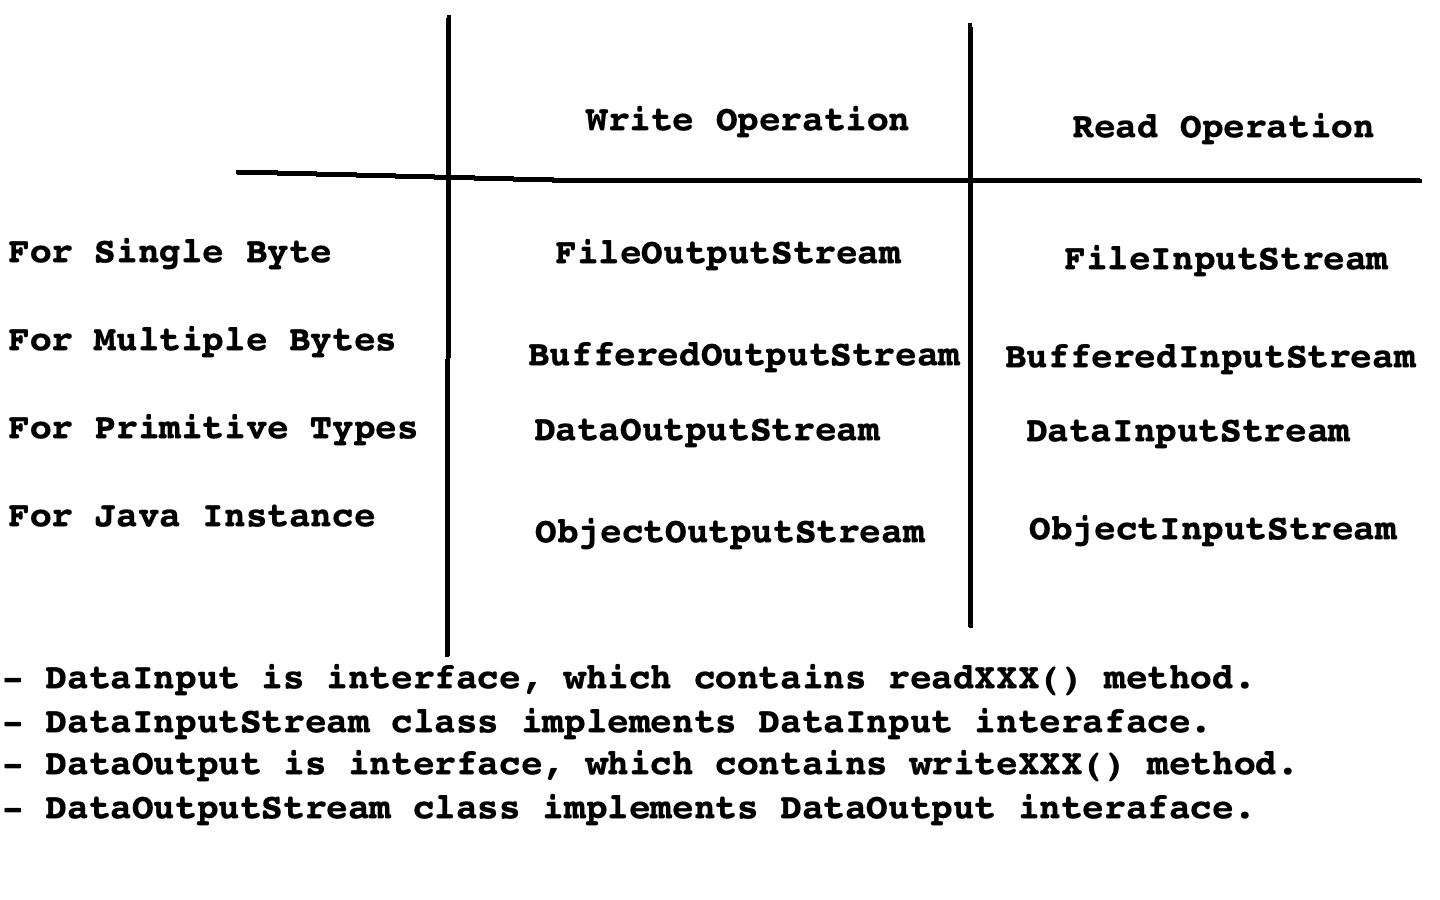 Write Operation Read Operation
For Single Byte FileOutputStream FileInputStream
For Multiple Bytes BufferedOutputStream BufferedInputStream
For Primitive Types DataOutputStream DataInputStream
For Java Instance ObjectOutputStream ObjectInputStream
- DataInput is interface, which contains readXXX() method.
- DataInputStream class implements DataInput interaface.
- DataOutput is interface, which contains writeXXX() method.
- DataOutputStream class implements DataOutput interaface.